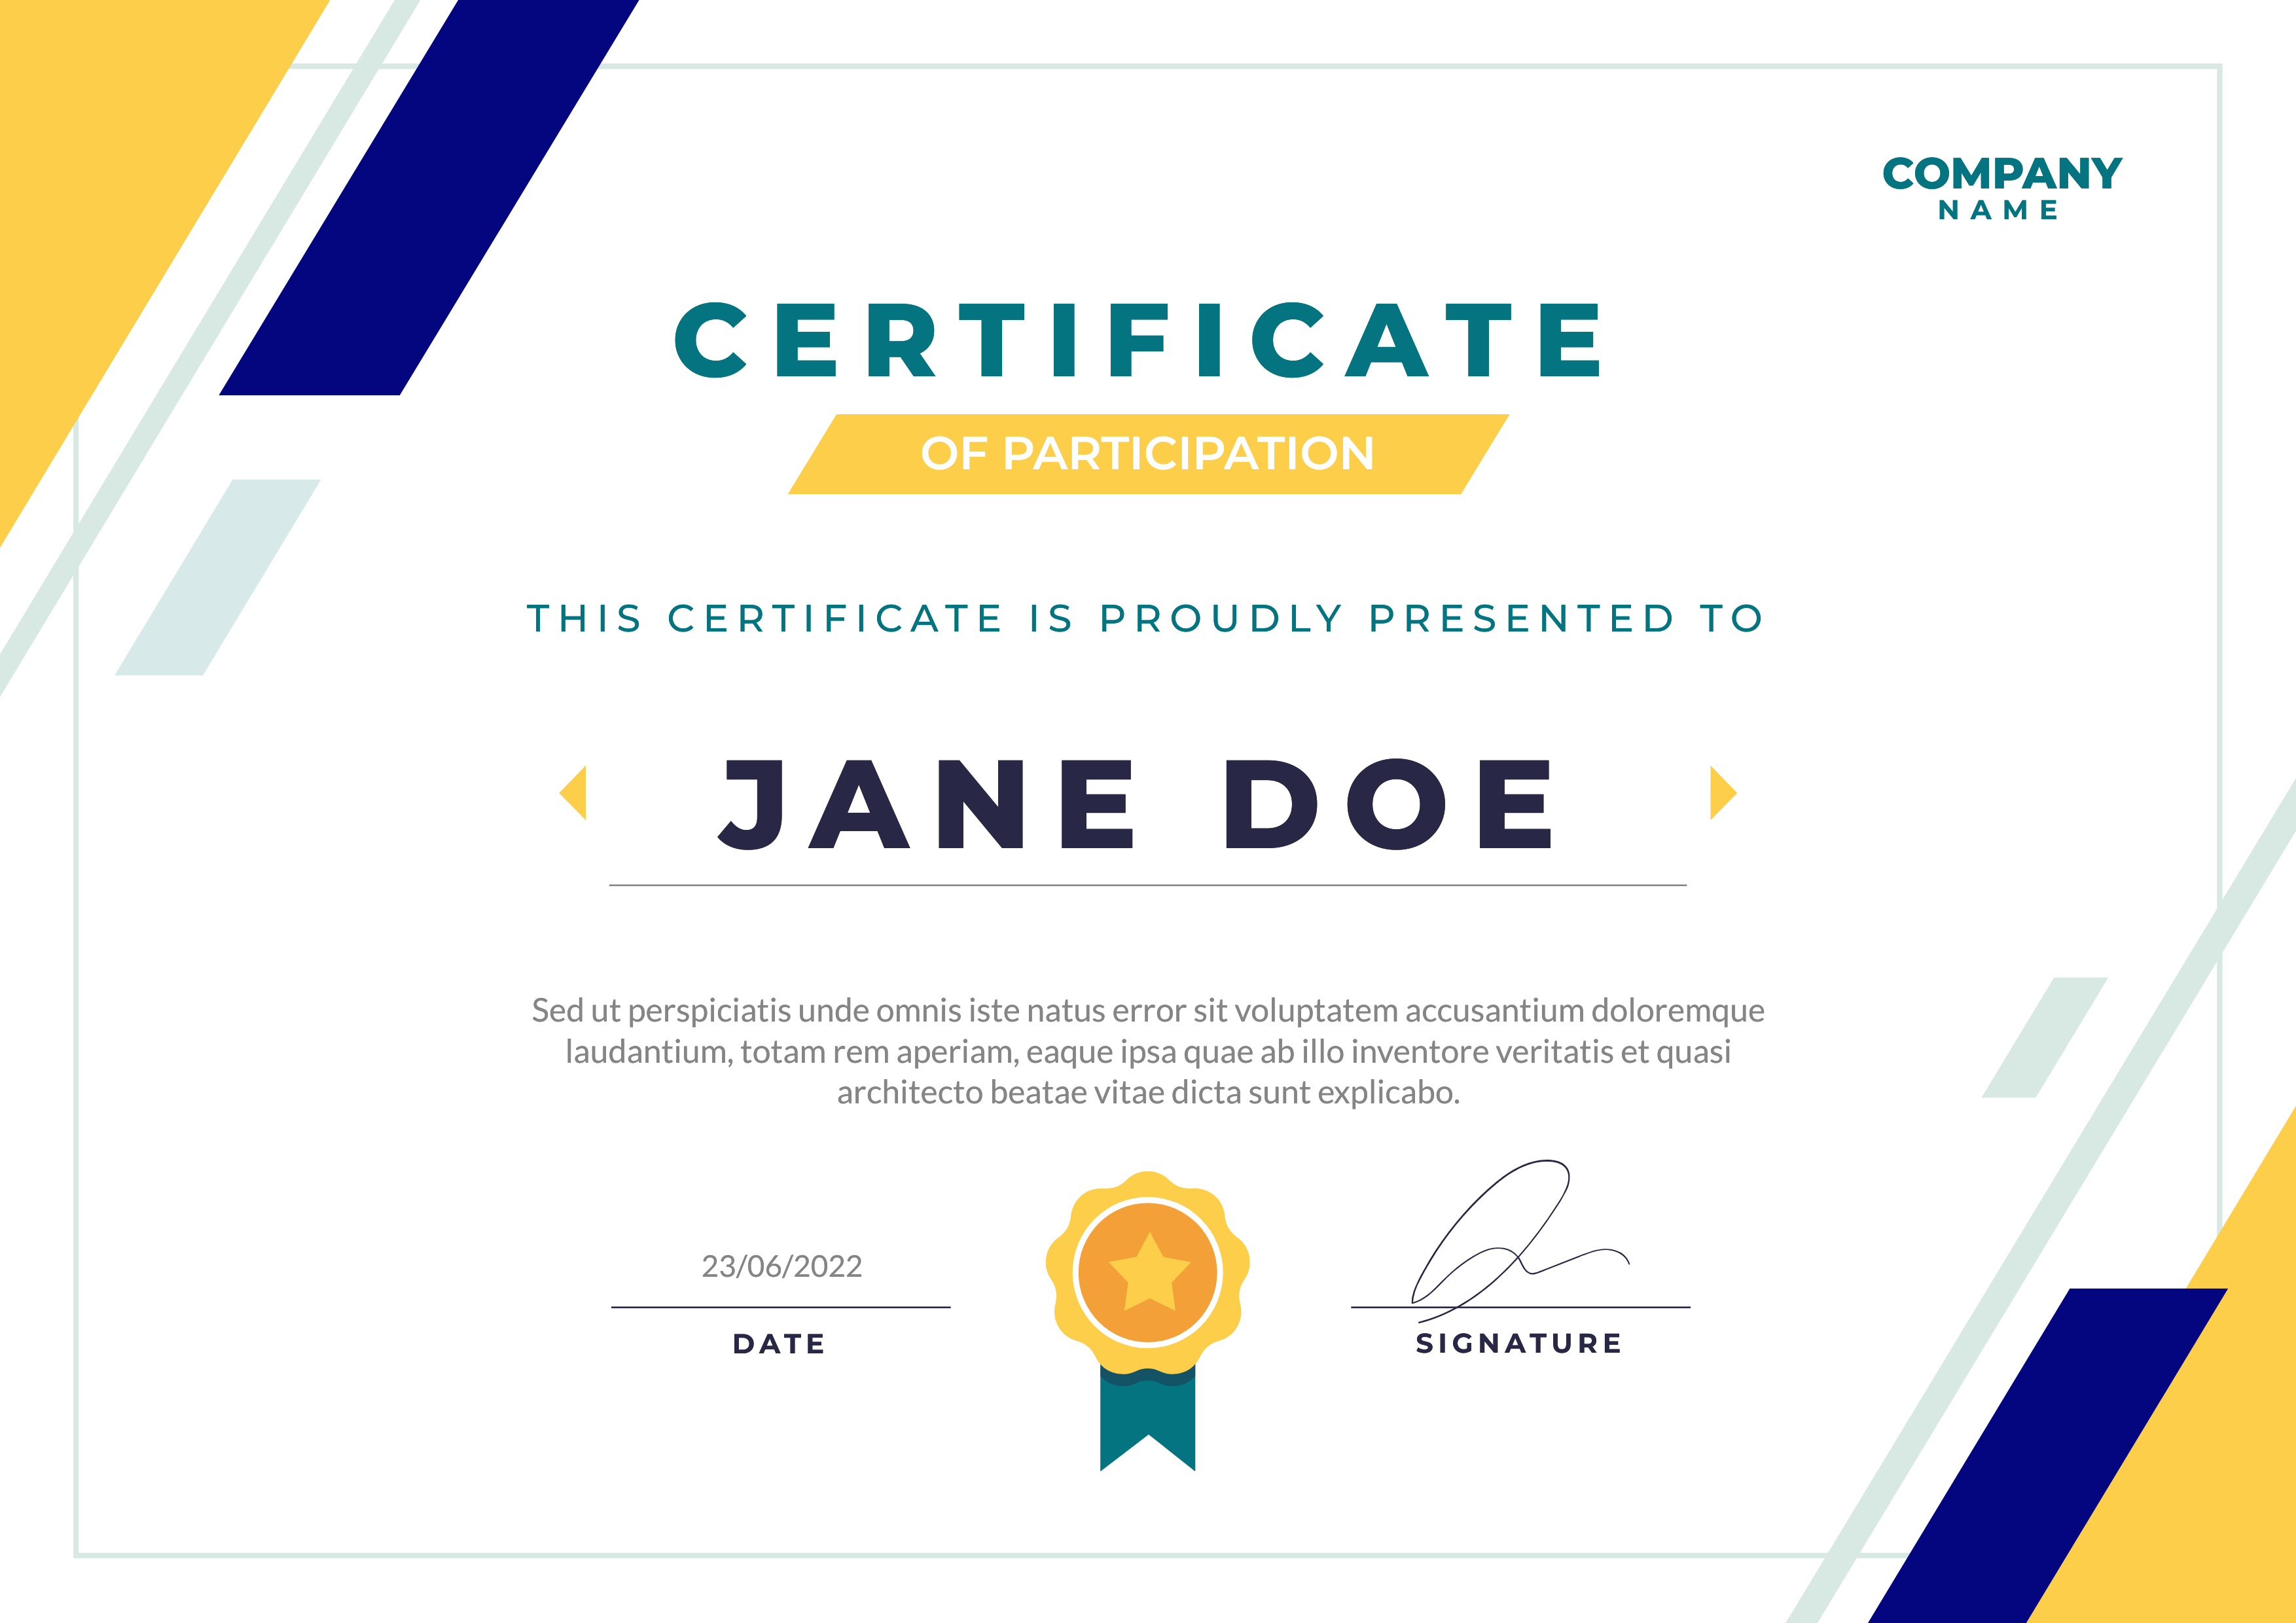 COMPANY
NAME
CERTIFICATE
OF PARTICIPATION
THIS CERTIFICATE IS PROUDLY PRESENTED TO
JANE DOE
Sed ut perspiciatis unde omnis iste natus error sit voluptatem accusantium doloremque
laudantium, totam rem aperiam, eaque ipsa quae ab illo inventore veritatis et quasi
architecto beatae vitae dicta sunt explicabo.
23/06/2022
DATE
SIGNATURE